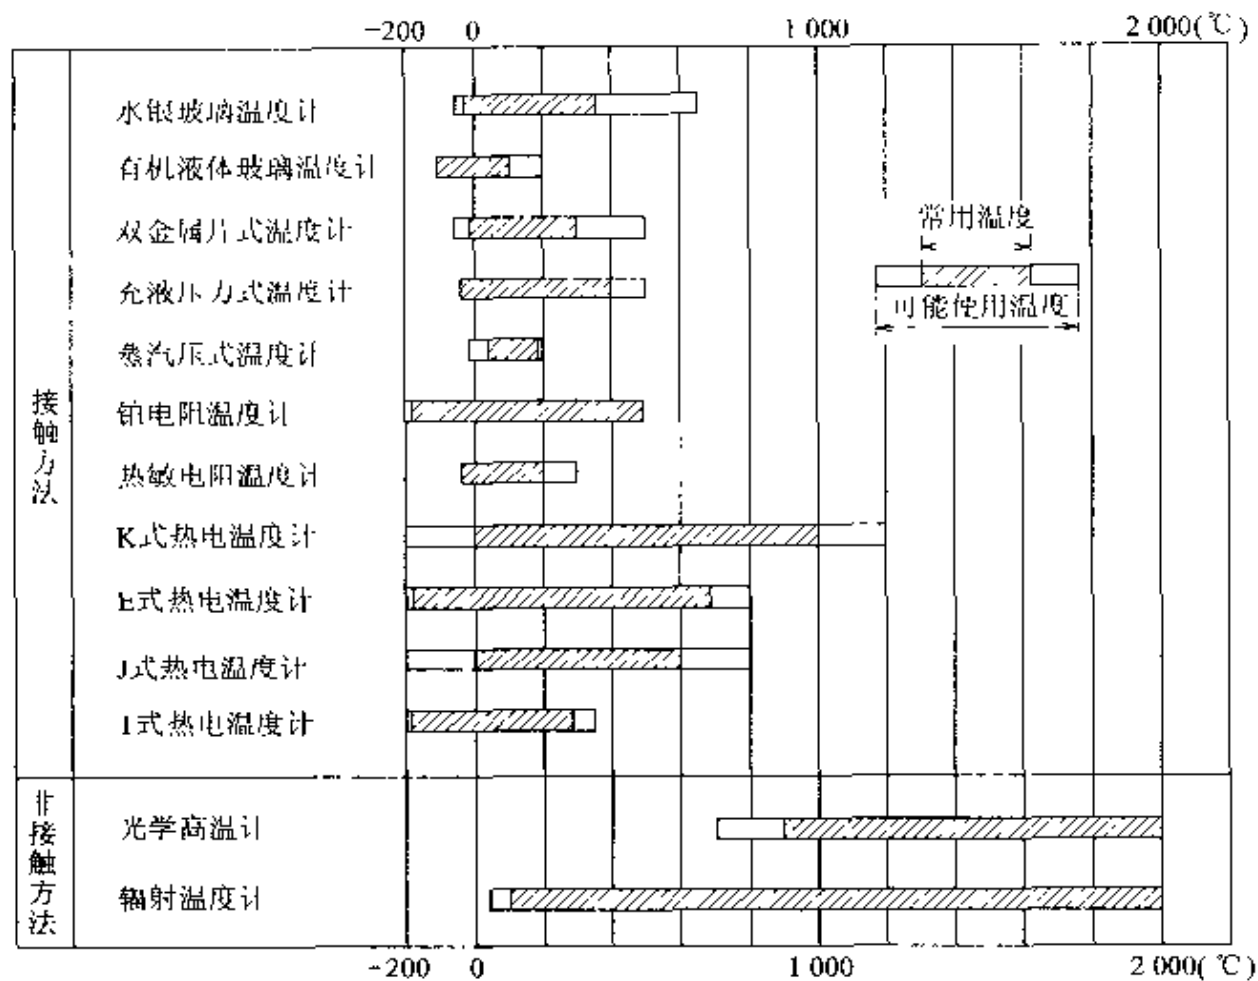 -200 0 1 000 2 000(℃)
水银玻璃温度计
有机液体玻璃温度计
双金属片式温度计
常用温度
充液压力式温度计
可能使用温度
蒸汽压式温度计
铂电阻温度计
热敏电阻温度计
K式热电温度计
E式热电温度计
J式热电温度计
T式热电温度计
接触方法
光学高温计
辐射温度计
非接触方法
-200 0 1 000 2 000(℃)